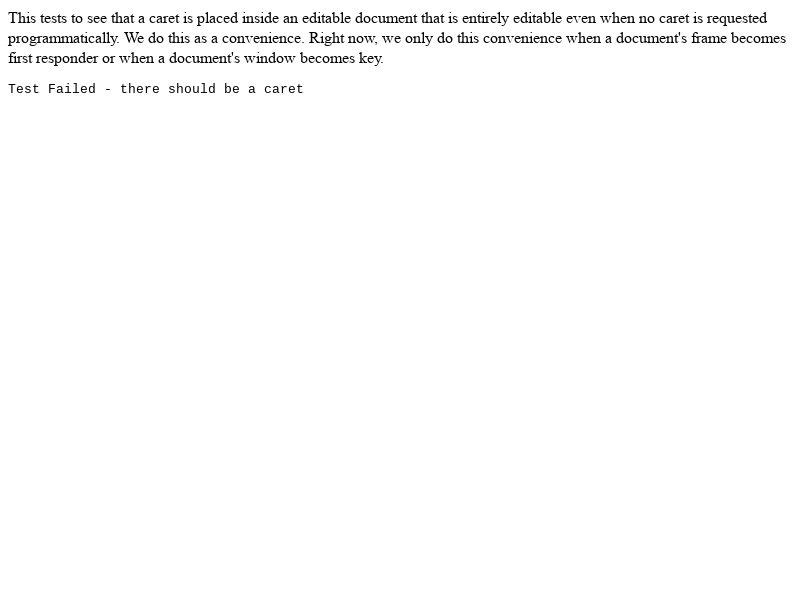 This tests to see that a caret is placed inside an editable document that is entirely editable even when no caret is requested
programmatically. We do this as a convenience. Right now, we only do this convenience when a document's frame becomes
first responder or when a document's window becomes key.
Test Failed - there should be a caret